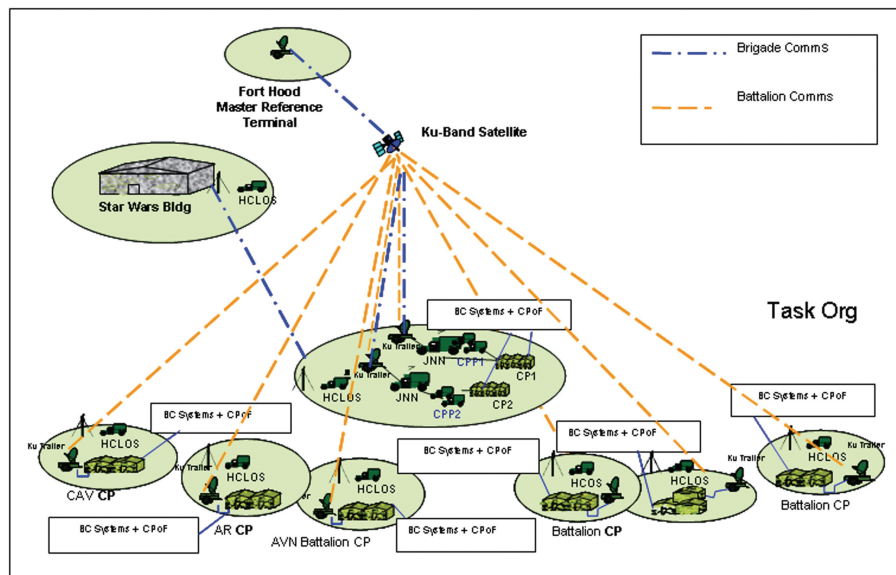 Brigade Comms
Battalion Comms
Fort Hood
Master Reference
Terminal
Ku-Band Satellite
HCLOS
Star Wars Bldg
Task Org
BC Systems + CPoF
Ku Trailer
JNN
CPP1
CP1
Ku Trailer
HCLOS
JNN
CPP2
CP2
BC Systems + CPoF
HCLOS
Ku Trailer
CAV CP
BC Systems + CPoF
Ku Trailer
HCLOS
AR CP
BC Systems + CPoF
HCLOS
AVN Battalion CP
BC Systems + CPoF
BC Systems + CPoF
HCOS
Battalion CP
BC Systems + CPoF
HCLOS
Ku Trailer
BC Systems + CPoF
HCLOS
Ku Trailer
Battalion CP